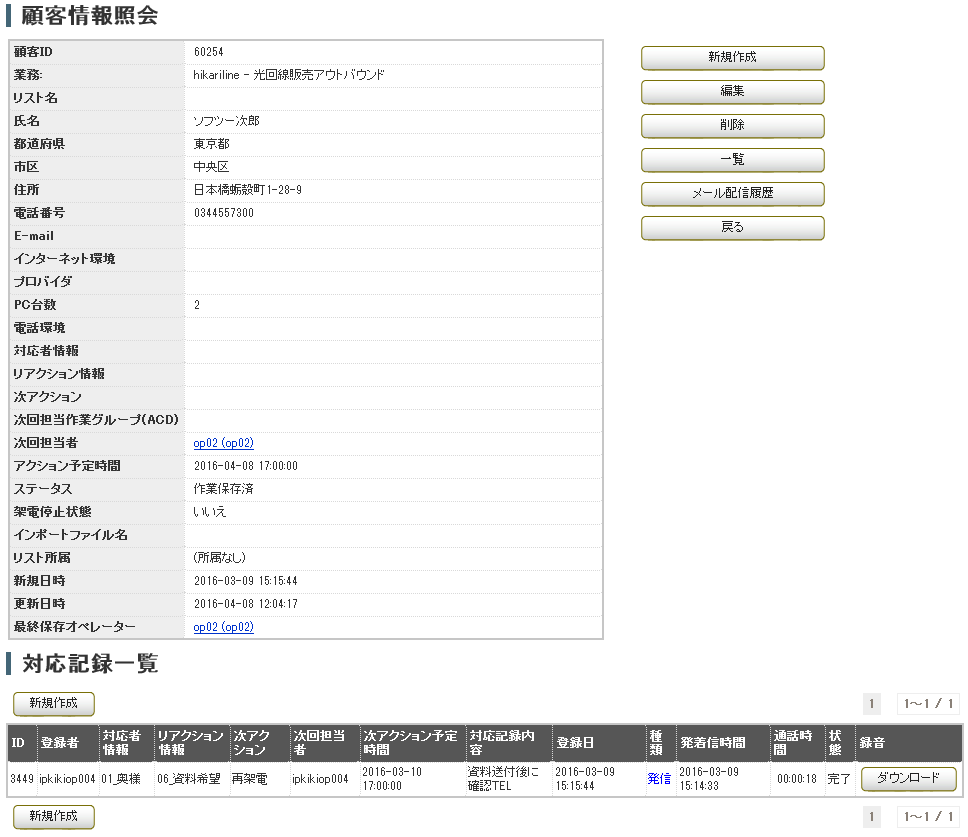 顧客情報照会
顧客ID 60254
業務: hikariline - 光回線販売アウトバウンド
リスト名
氏名 ソフツー次郎
都道府県 東京都
市区 中央区
住所 日本橋蛎殻町1-28-9
電話番号 0344557300
E-mail
インターネット環境
プロバイダ
PC台数 2
電話環境
対応者情報
リアクション情報
次アクション
次回担当作業グループ(ACD)
次回担当者 op02 (op02)
アクション予定時間 2016-04-08 17:00:00
ステータス 作業保存済
架電停止状態 いいえ
インポートファイル名
リスト所属 (所属なし)
新規日時 2016-03-09 15:15:44
更新日時 2016-04-08 12:04:17
最終保存オペレーター op02 (op02)
新規作成
編集
削除
一覧
メール配信履歴
戻る
対応記録一覧
新規作成 1 1～1 / 1
ID 登録者 対応者情報 リアクション情報 次アクション 次回担当者 次アクション予定時間 対応記録内容 登録日 種類 発着信時間 通話時間 状態 録音
3449 ipkikiop004 01_奥様 06_資料希望 再架電 ipkikiop004 2016-03-10 17:00:00 資料送付後に確認TEL 2016-03-09 15:15:44 発信 2016-03-09 15:14:33 00:00:18 完了 ダウンロード
新規作成 1 1～1 / 1